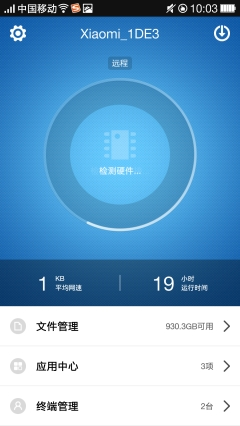 中国移动 10:03
Xiaomi_1DE3
远程
检测硬件...
1 KB 平均网速
19 小时 运行时间
文件管理 930.3GB可用
应用中心 3项
终端管理 2台